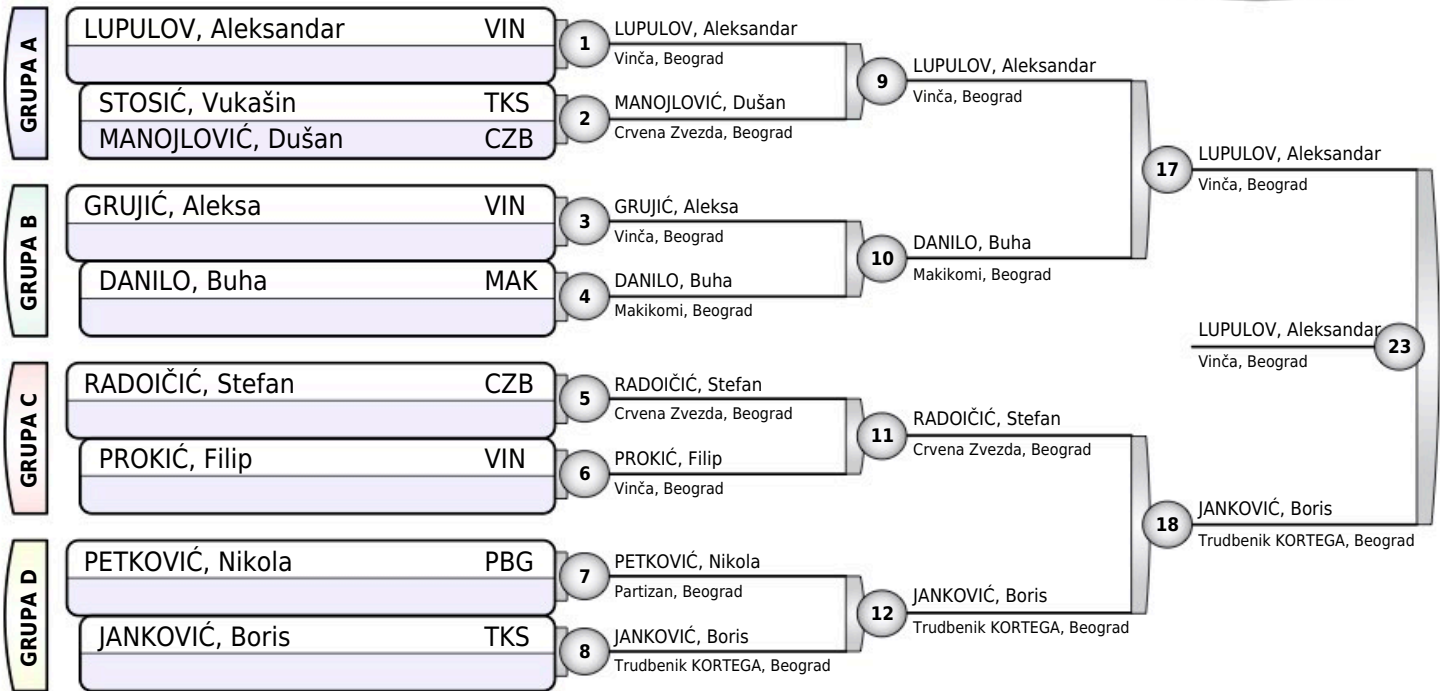 GRUPA A
LUPULOV, Aleksandar VIN
STOSIĆ, Vukašin TKS
MANOJLOVIĆ, Dušan CZB
GRUPA B
GRUJIĆ, Aleksa VIN
DANILO, Buha MAK
GRUPA C
RADOIČIĆ, Stefan CZB
PROKIĆ, Filip VIN
GRUPA D
PETKOVIĆ, Nikola PBG
JANKOVIĆ, Boris TKS
1
LUPULOV, Aleksandar
Vinča, Beograd
2
MANOJLOVIĆ, Dušan
Crvena Zvezda, Beograd
3
GRUJIĆ, Aleksa
Vinča, Beograd
4
DANILO, Buha
Makikomi, Beograd
5
RADOIČIĆ, Stefan
Crvena Zvezda, Beograd
6
PROKIĆ, Filip
Vinča, Beograd
7
PETKOVIĆ, Nikola
Partizan, Beograd
8
JANKOVIĆ, Boris
Trudbenik KORTEGA, Beograd
9
LUPULOV, Aleksandar
Vinča, Beograd
10
DANILO, Buha
Makikomi, Beograd
11
RADOIČIĆ, Stefan
Crvena Zvezda, Beograd
12
JANKOVIĆ, Boris
Trudbenik KORTEGA, Beograd
17
LUPULOV, Aleksandar
Vinča, Beograd
18
JANKOVIĆ, Boris
Trudbenik KORTEGA, Beograd
LUPULOV, Aleksandar
23
Vinča, Beograd